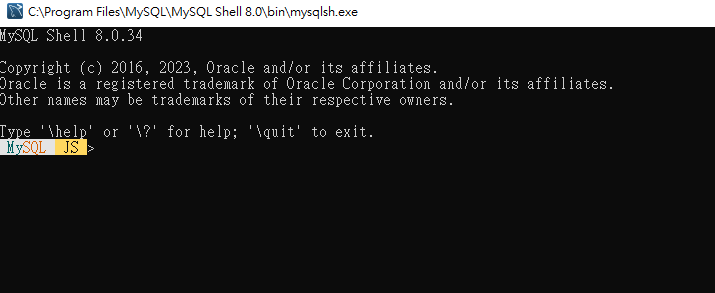 C:\Program Files\MySQL\MySQL Shell 8.0\bin\mysqlsh.exe
MySQL Shell 8.0.34
Copyright (c) 2016, 2023, Oracle and/or its affiliates.
Oracle is a registered trademark of Oracle Corporation and/or its affiliates.
Other names may be trademarks of their respective owners.
Type '\help' or '\?' for help; '\quit' to exit.
MySQL JS >